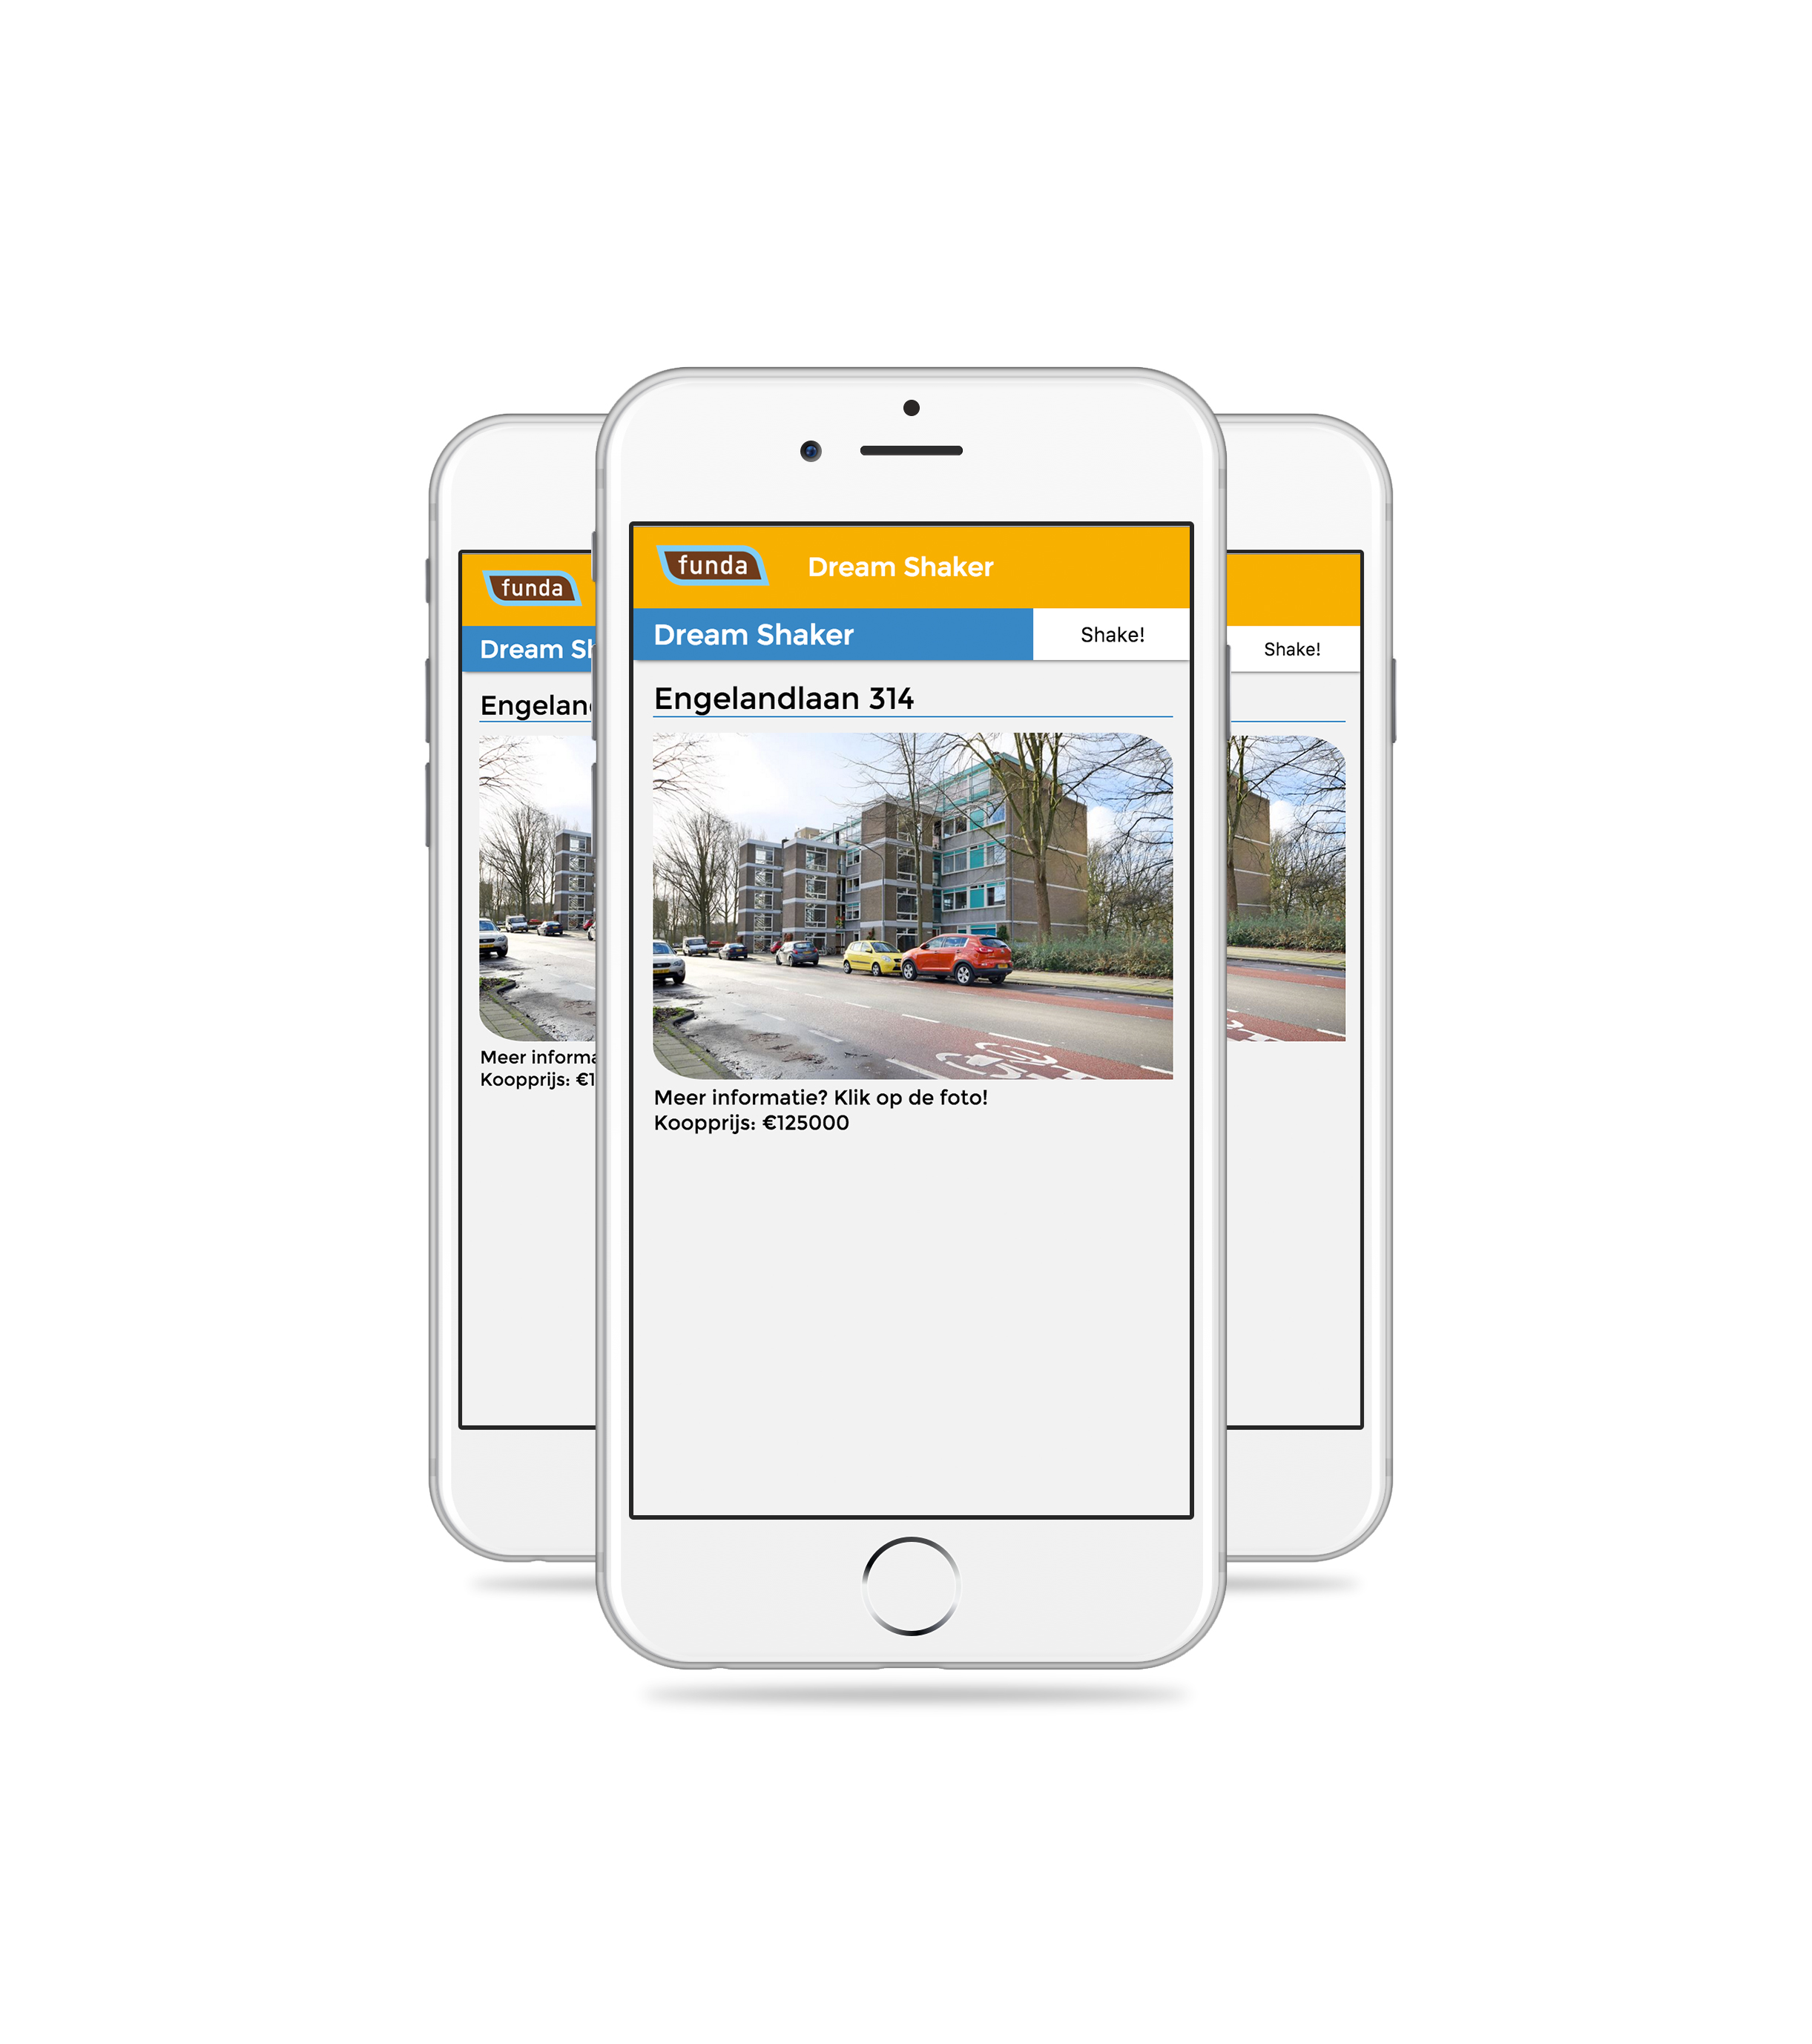 funda Dream Shaker
Dream Shaker Shake!
Engelandlaan 314
Meer informatie? Klik op de foto!
Koopprijs: €125000
funda
Dream Sh
Engeland
Meer informa
Koopprijs: €1
Shake!